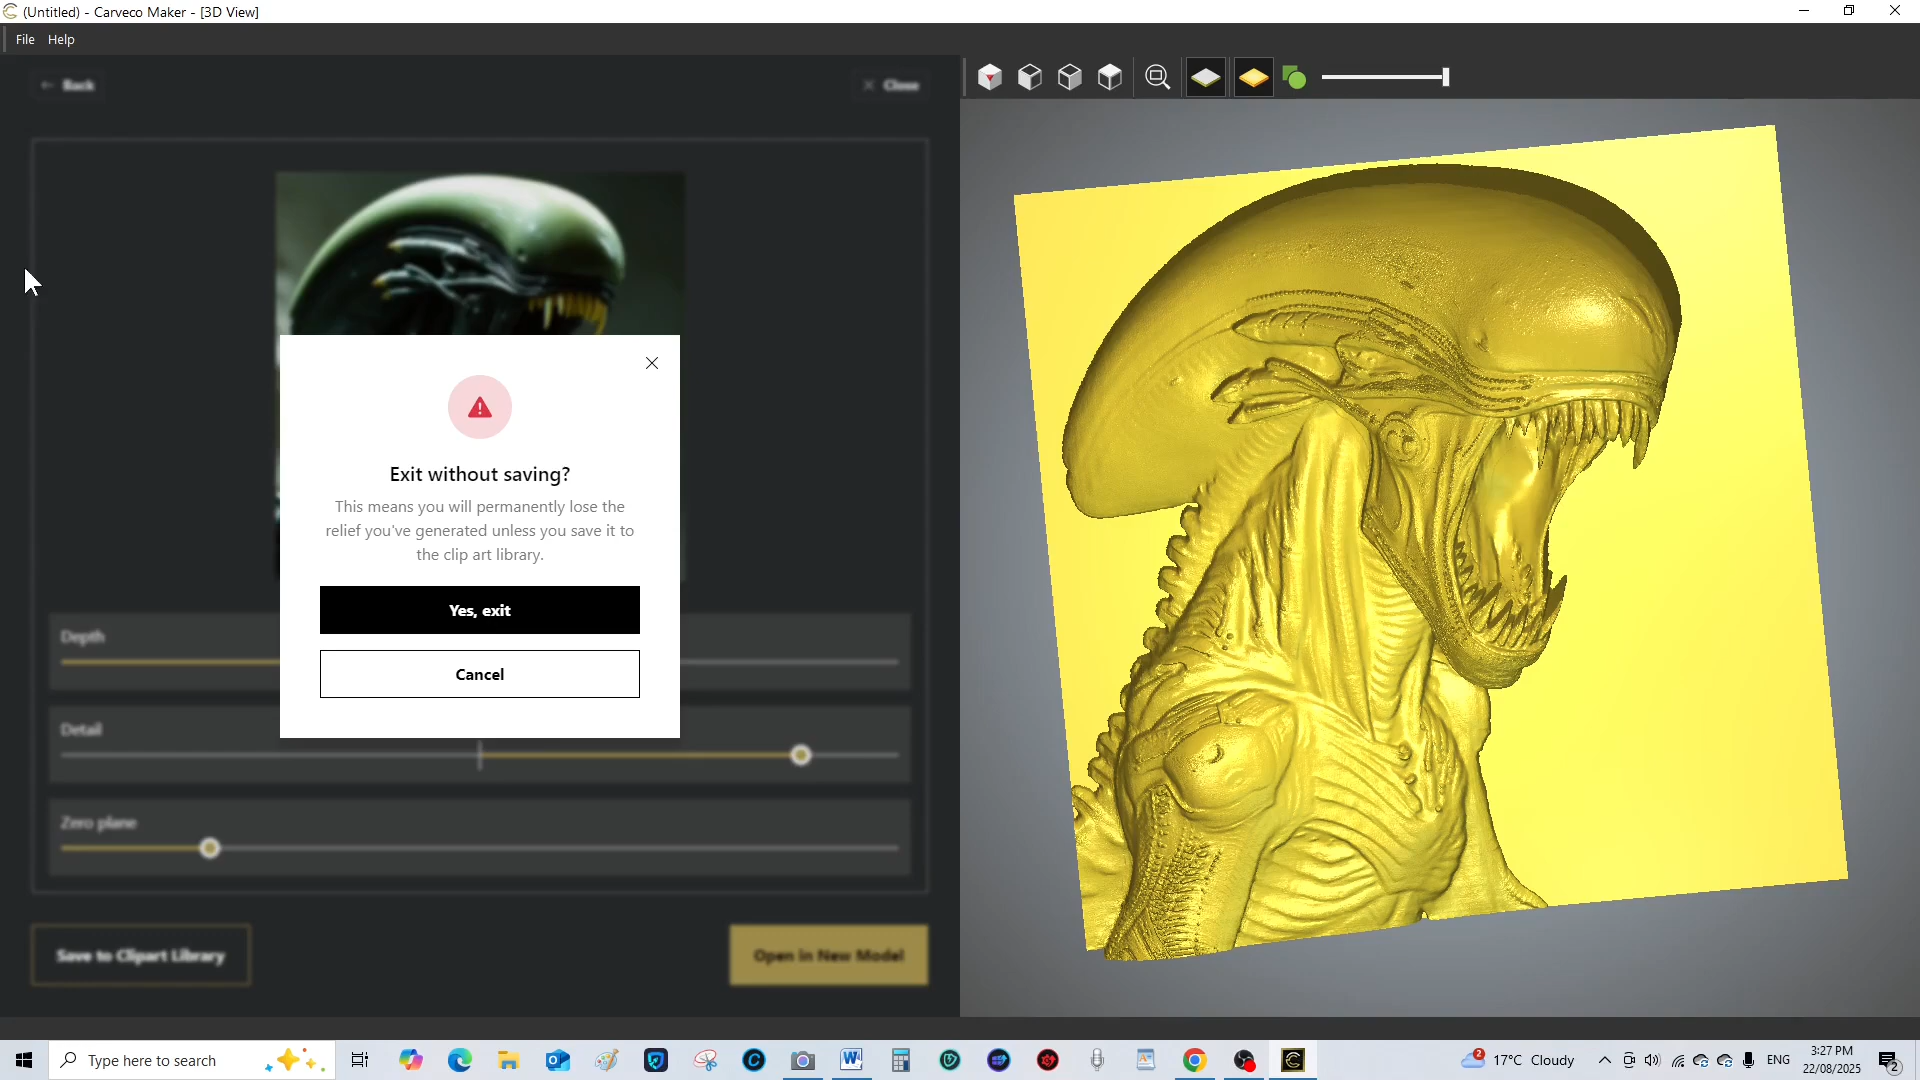 (Untitled) - Carveco Maker - [3D View]
File Help
← Back
× Close
Exit without saving?
This means you will permanently lose the
relief you've generated unless you save it to
the clip art library.
Yes, exit
Cancel
Depth
Detail
Zero plane
Save to Clipart Library
Open in New Model
Type here to search
2
17°C Cloudy
ENG
3:27 PM
22/08/2025
2